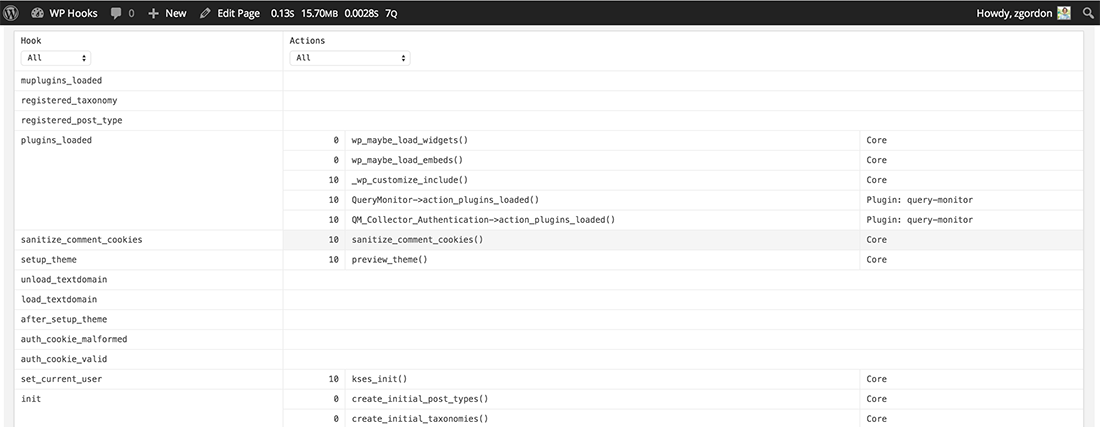 WP Hooks 0 New Edit Page 0.13S 15.70MB 0.0028S 7Q Howdy, zgordon
Hook Actions
All All
muplugins_loaded
registered_taxonomy
registered_post_type
plugins_loaded 0 wp_maybe_load_widgets() Core
0 wp_maybe_load_embeds() Core
10 _wp_customize_include() Core
10 QueryMonitor->action_plugins_loaded() Plugin: query-monitor
10 QM_Collector_Authentication->action_plugins_loaded() Plugin: query-monitor
sanitize_comment_cookies 10 sanitize_comment_cookies() Core
setup_theme 10 preview_theme() Core
unload_textdomain
load_textdomain
after_setup_theme
auth_cookie_malformed
auth_cookie_valid
set_current_user 10 kses_init() Core
init 0 create_initial_post_types() Core
0 create_initial_taxonomies() Core